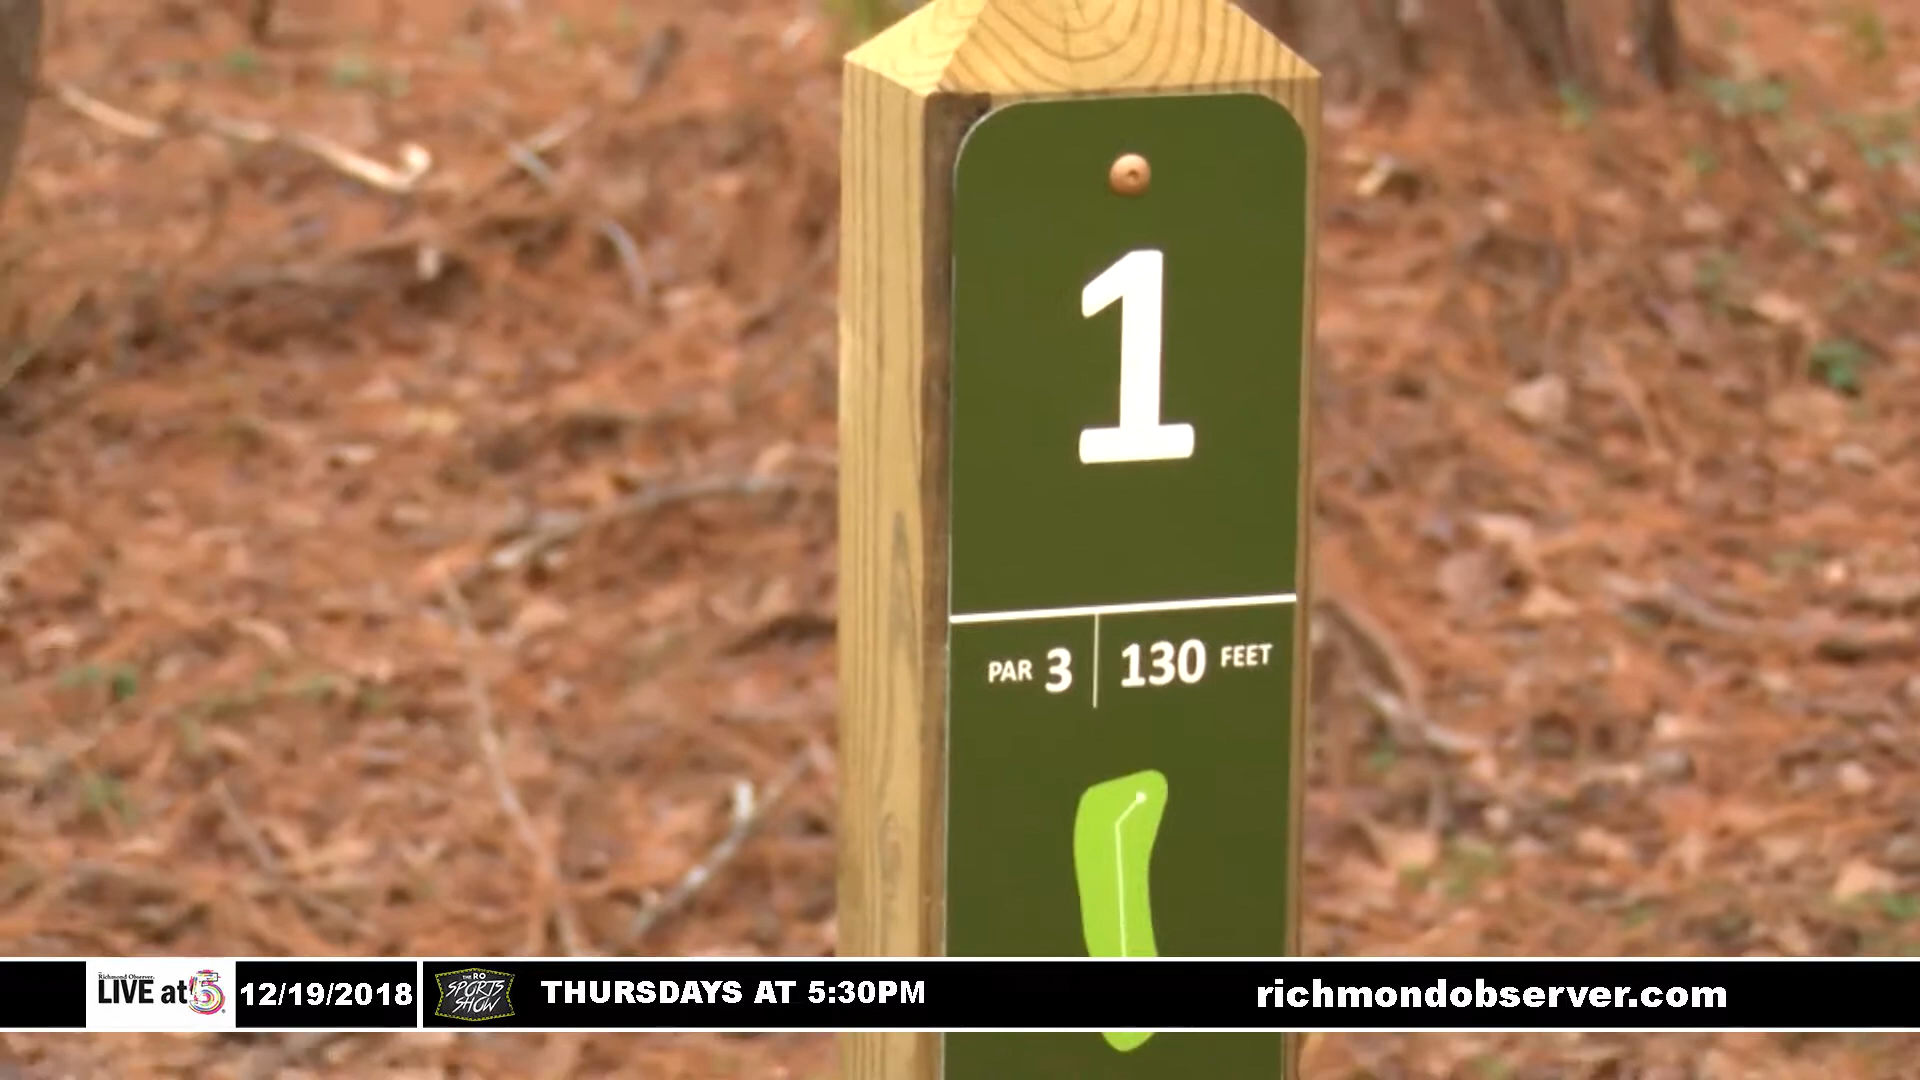 1
PAR 3 130 FEET
The Richmond Observer
LIVE at 5 12/19/2018 THE RO SPORTS SHOW THURSDAYS AT 5:30PM richmondobserver.com